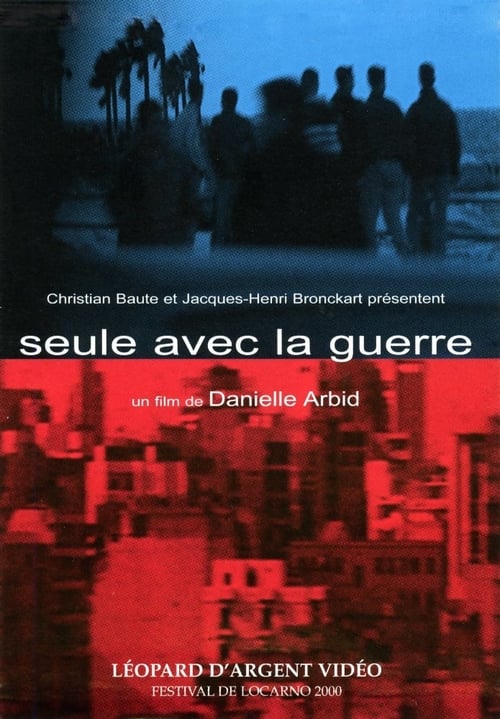 Christian Baute et Jacques-Henri Bronckart présentent
seule avec la guerre
un film de Danielle Arbid
LÉOPARD D'ARGENT VIDÉO
FESTIVAL DE LOCARNO 2000